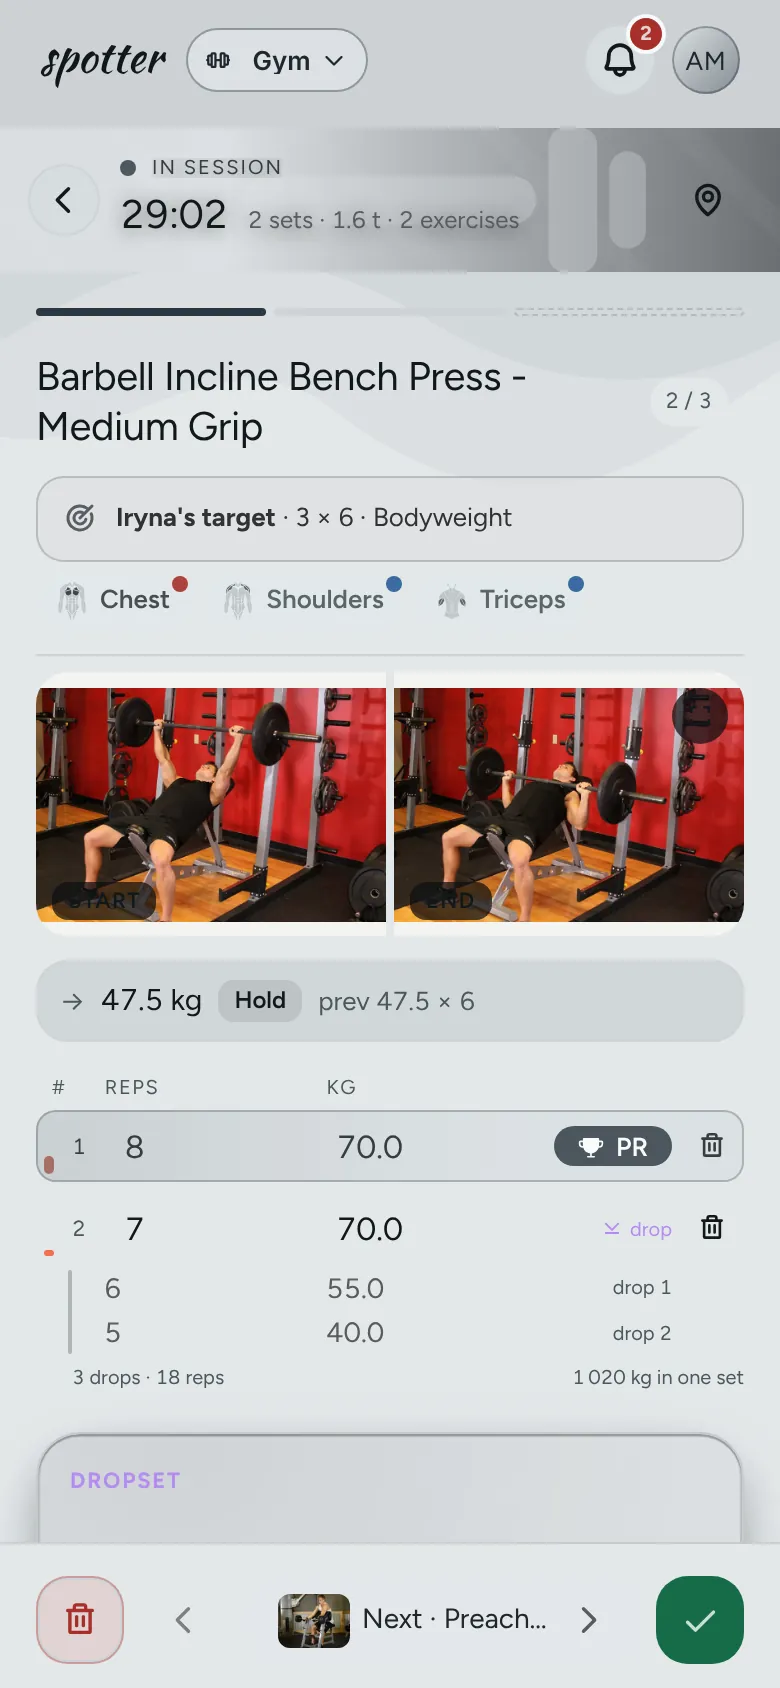 spotter
Gym
2
AM
IN SESSION
29:02 2 sets · 1.6 t · 2 exercises
Barbell Incline Bench Press -
Medium Grip
2 / 3
Iryna's target · 3 × 6 · Bodyweight
Chest Shoulders Triceps
START END
→ 47.5 kg Hold prev 47.5 × 6
# REPS KG
1 8 70.0 PR
2 7 70.0 drop
6 55.0 drop 1
5 40.0 drop 2
3 drops · 18 reps 1 020 kg in one set
DROPSET
Next · Preach...